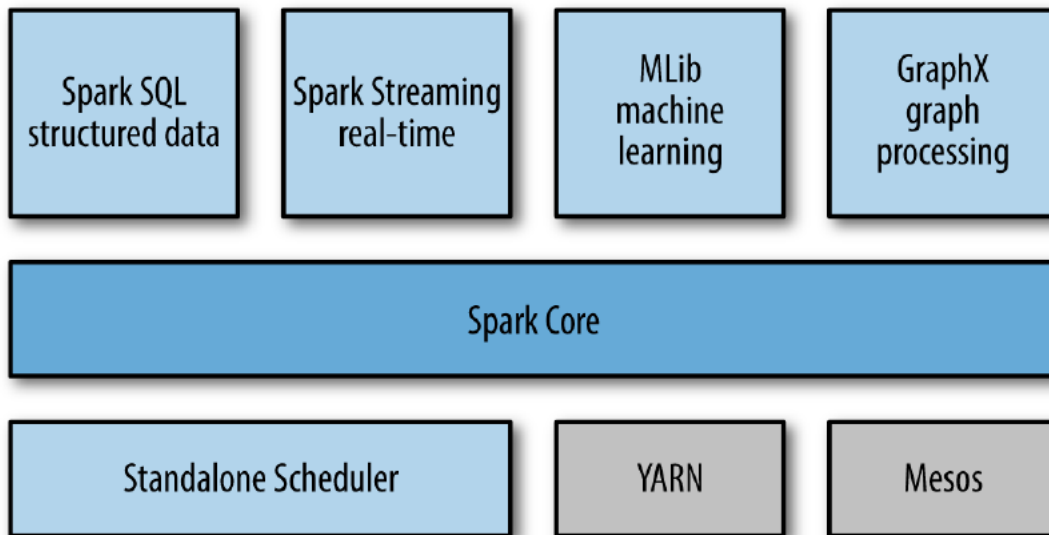 Spark SQL
structured data
Spark Streaming
real-time
MLib
machine
learning
GraphX
graph
processing
Spark Core
Standalone Scheduler
YARN
Mesos